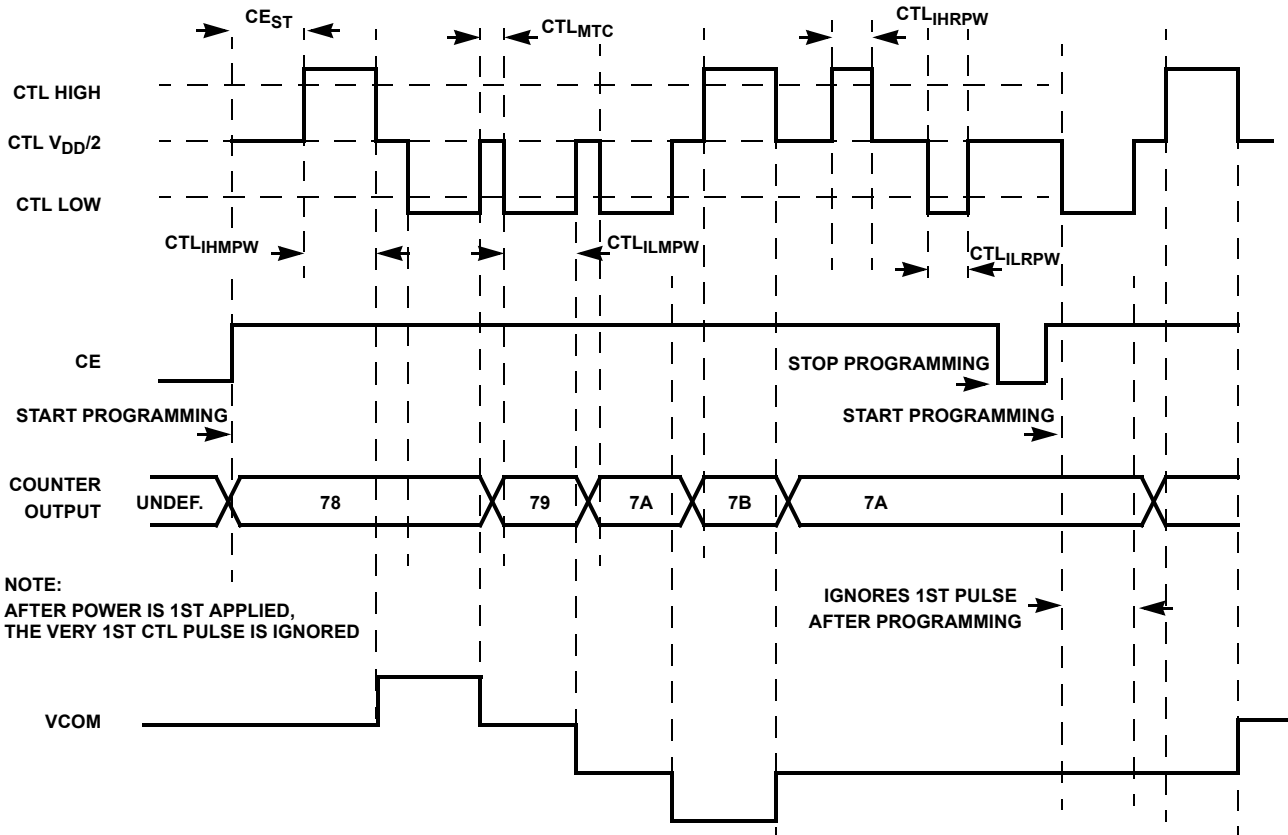 CE_ST
CTL_MTC
CTL_IHRPW
CTL HIGH
CTL V_DD/2
CTL LOW
CTL_IHMPW
CTL_ILMPW
CTL_ILRPW
CE
STOP PROGRAMMING
START PROGRAMMING
START PROGRAMMING
COUNTER
OUTPUT
UNDEF.
78
79
7A
7B
7A
NOTE:
AFTER POWER IS 1ST APPLIED,
THE VERY 1ST CTL PULSE IS IGNORED
IGNORES 1ST PULSE
AFTER PROGRAMMING
VCOM